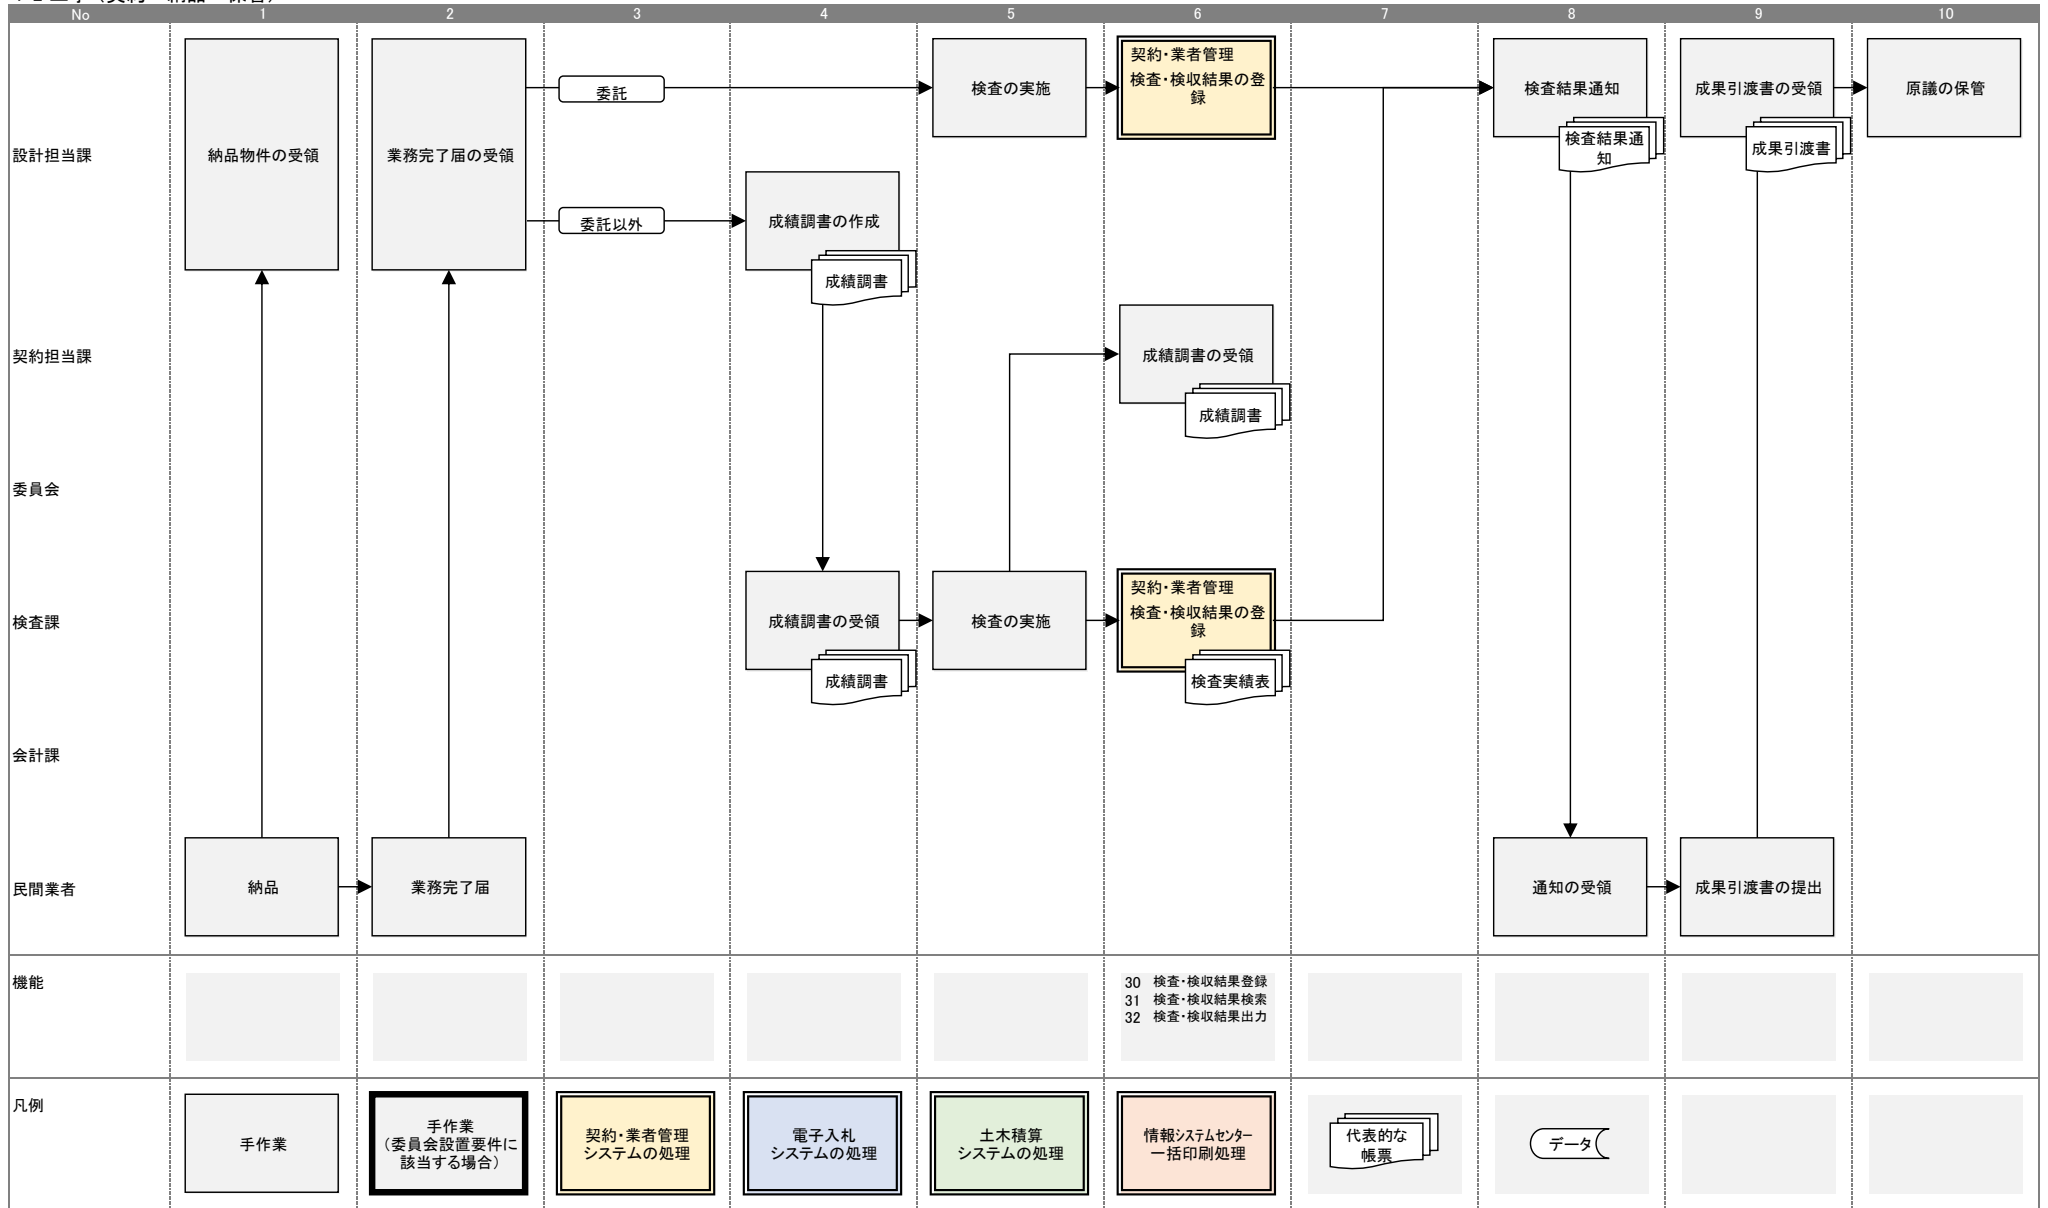 No 1 2 3 4 5 6 7 8 9 10
設計担当課
納品物件の受領
業務完了届の受領
委託
委託以外
成績調書の作成
成績調書
検査の実施
契約・業者管理
検査・検収結果の登
録
検査結果通知
検査結果通
知
成果引渡書の受領
成果引渡書
原議の保管
契約担当課
成績調書の受領
成績調書
委員会
検査課
成績調書の受領
成績調書
検査の実施
契約・業者管理
検査・検収結果の登
録
検査実績表
会計課
民間業者
納品
業務完了届
通知の受領
成果引渡書の提出
機能
30 検査・検収結果登録
31 検査・検収結果検索
32 検査・検収結果出力
凡例
手作業
手作業
（委員会設置要件に
該当する場合）
契約・業者管理
システムの処理
電子入札
システムの処理
土木積算
システムの処理
情報システムセンター
一括印刷処理
代表的な
帳票
データ